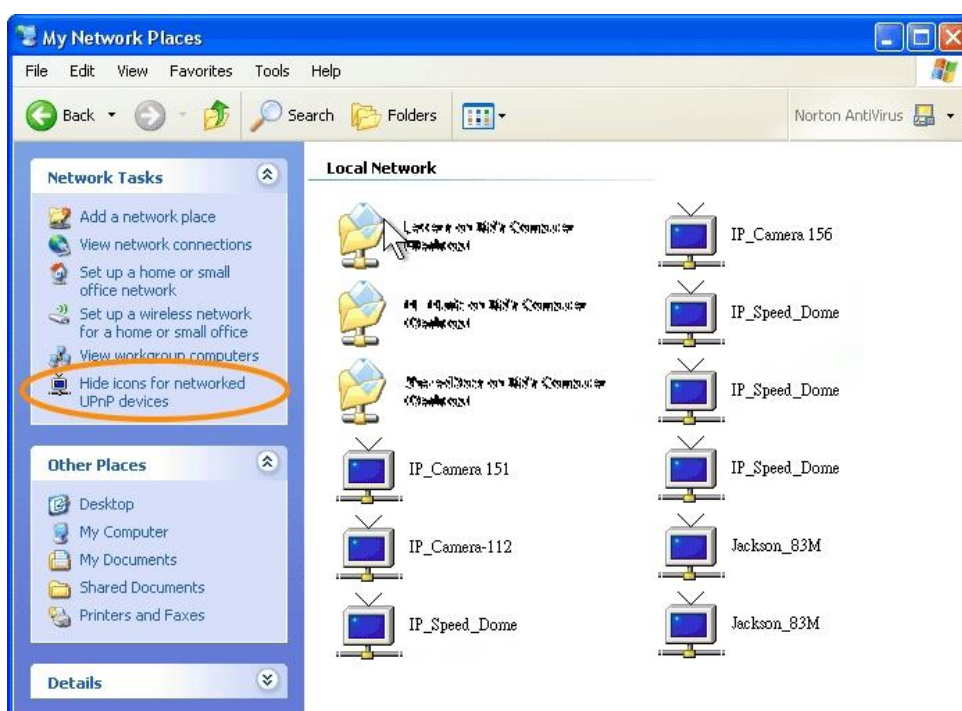 My Network Places
File Edit View Favorites Tools Help
Back Search Folders Norton AntiVirus
Network Tasks
Add a network place
View network connections
Set up a home or small
office network
Set up a wireless network
for a home or small office
View workgroup computers
Hide icons for networked
UPnP devices
Other Places
Desktop
My Computer
My Documents
Shared Documents
Printers and Faxes
Details
Local Network
IP_Camera 151
IP_Camera-112
IP_Speed_Dome
IP_Camera 156
IP_Speed_Dome
IP_Speed_Dome
IP_Speed_Dome
Jackson_83M
Jackson_83M